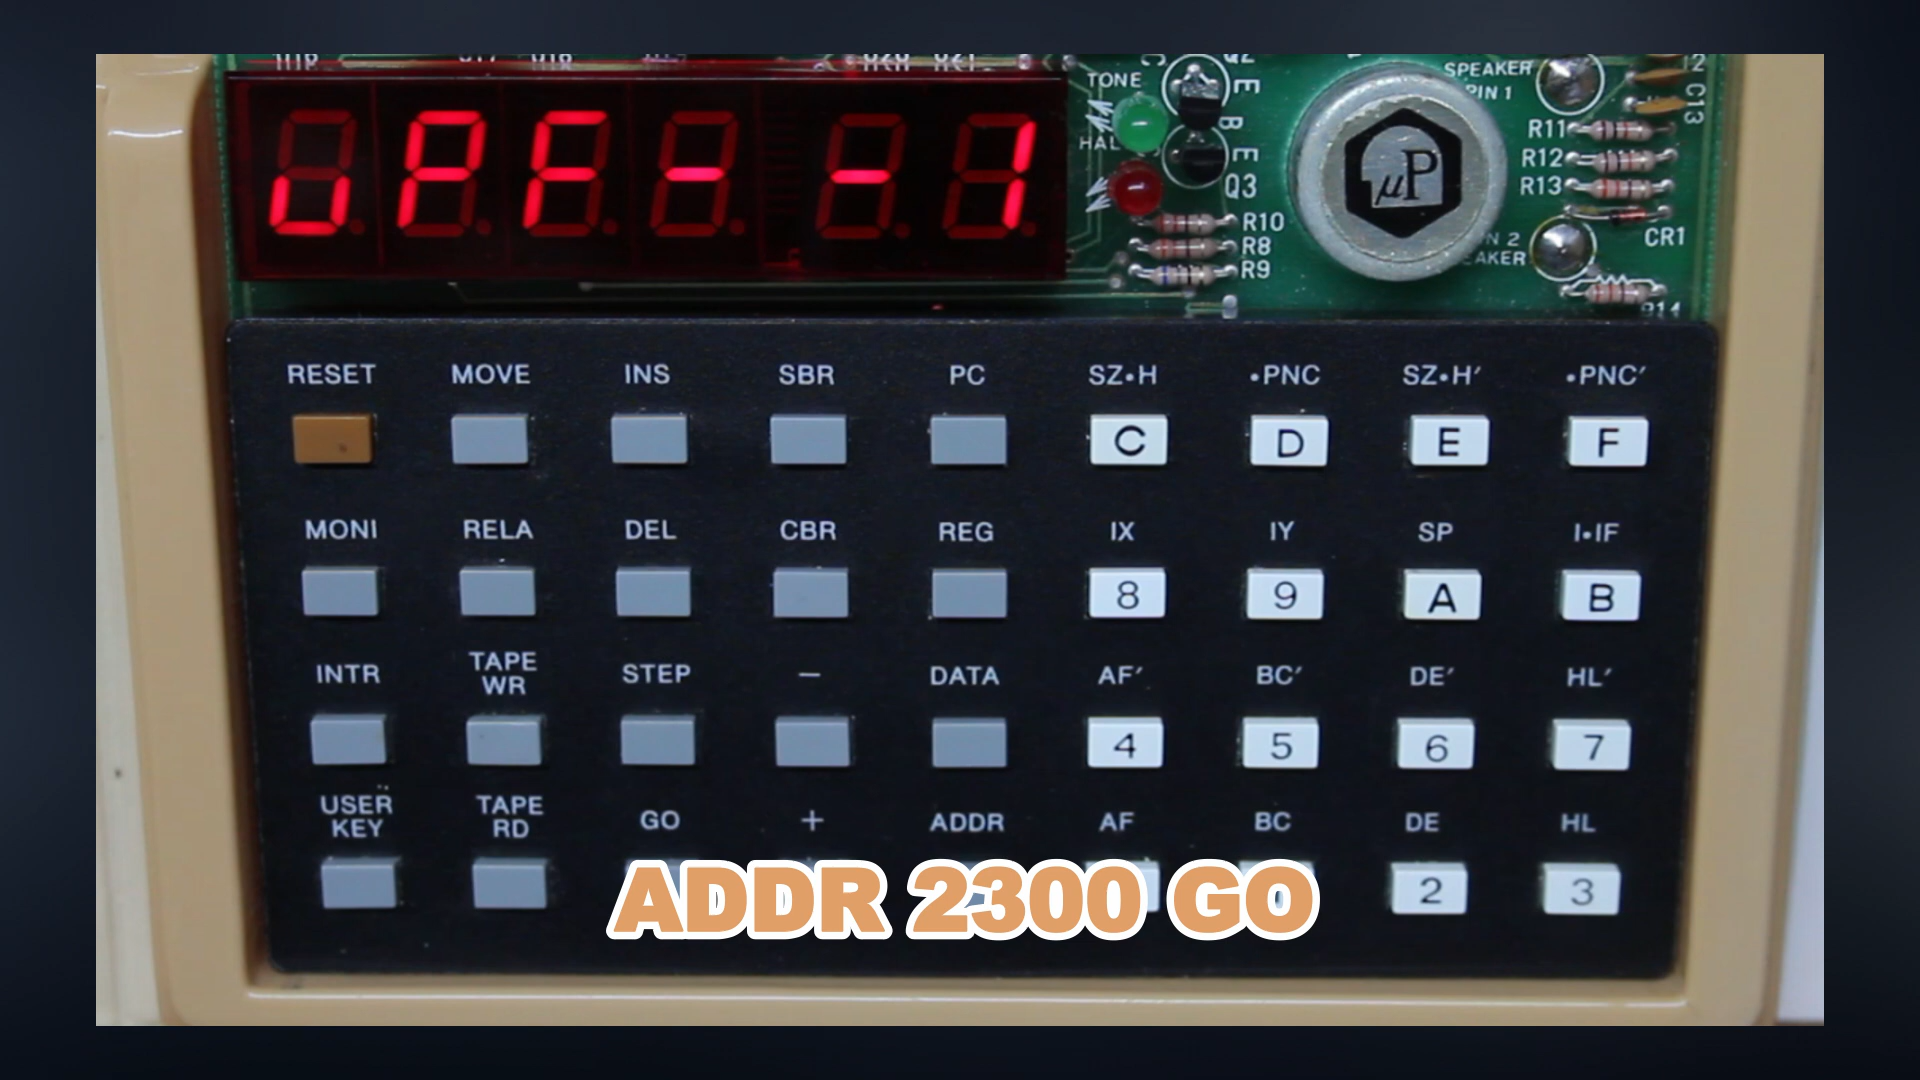 TONE
SPEAKER
PIN 1
C13
R11
R12
R13
HAL
E
B
E
Q3
µP
R10
R8
R9
CR1
RESET MOVE INS SBR PC SZ•H •PNC SZ•H′ •PNC′
C D E F
MONI RELA DEL CBR REG IX IY SP I•IF
8 9 A B
INTR TAPE WR STEP – DATA AF′ BC′ DE′ HL′
4 5 6 7
USER KEY TAPE RD GO + ADDR AF BC DE HL
2 3
ADDR 2300 GO